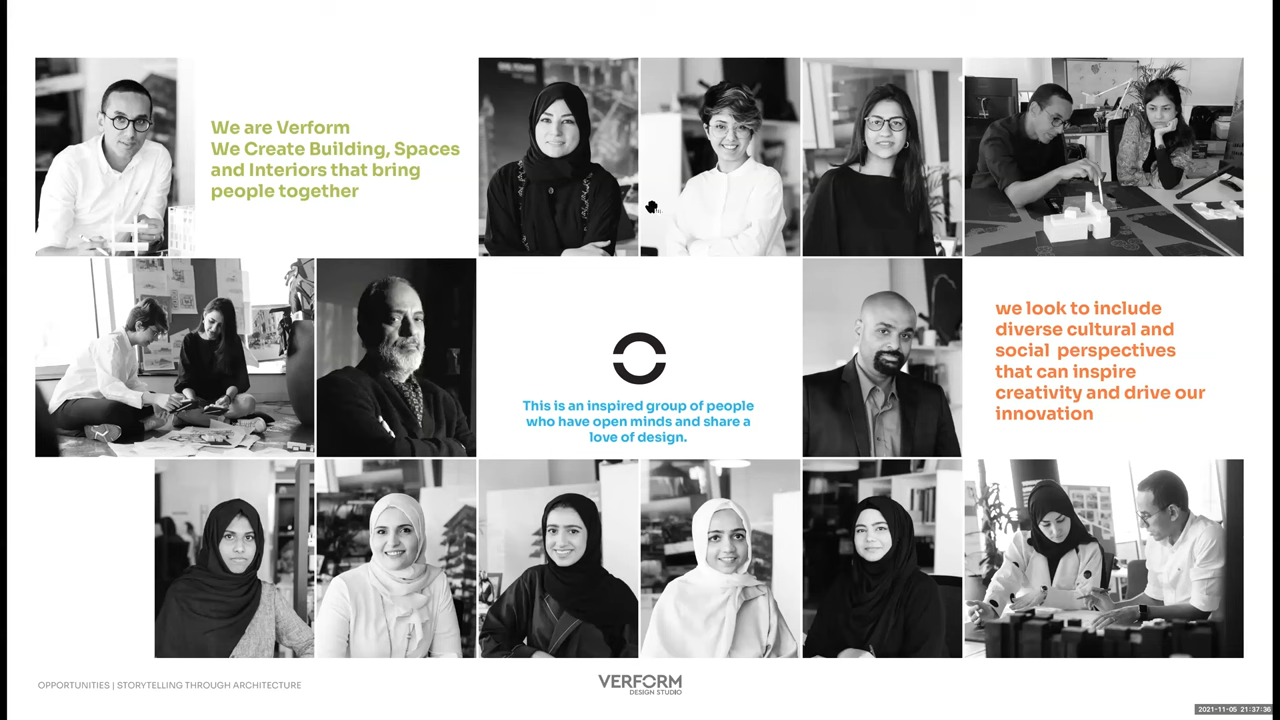 We are Verform
We Create Building, Spaces
and Interiors that bring
people together
we look to include
diverse cultural and
social perspectives
that can inspire
creativity and drive our
innovation
This is an inspired group of people
who have open minds and share a
love of design.
OPPORTUNITIES | STORYTELLING THROUGH ARCHITECTURE
VERFORM
DESIGN STUDIO
2021-11-05 21:37:36